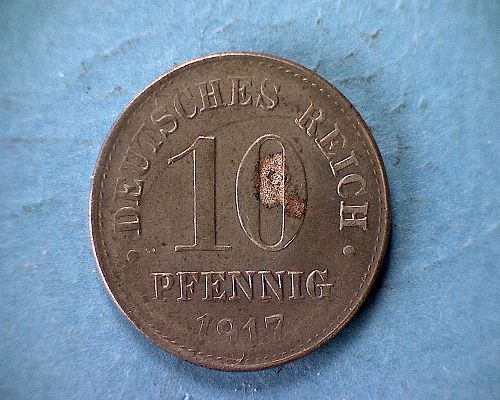 DEUTSCHES REICH
10
PFENNIG
1917